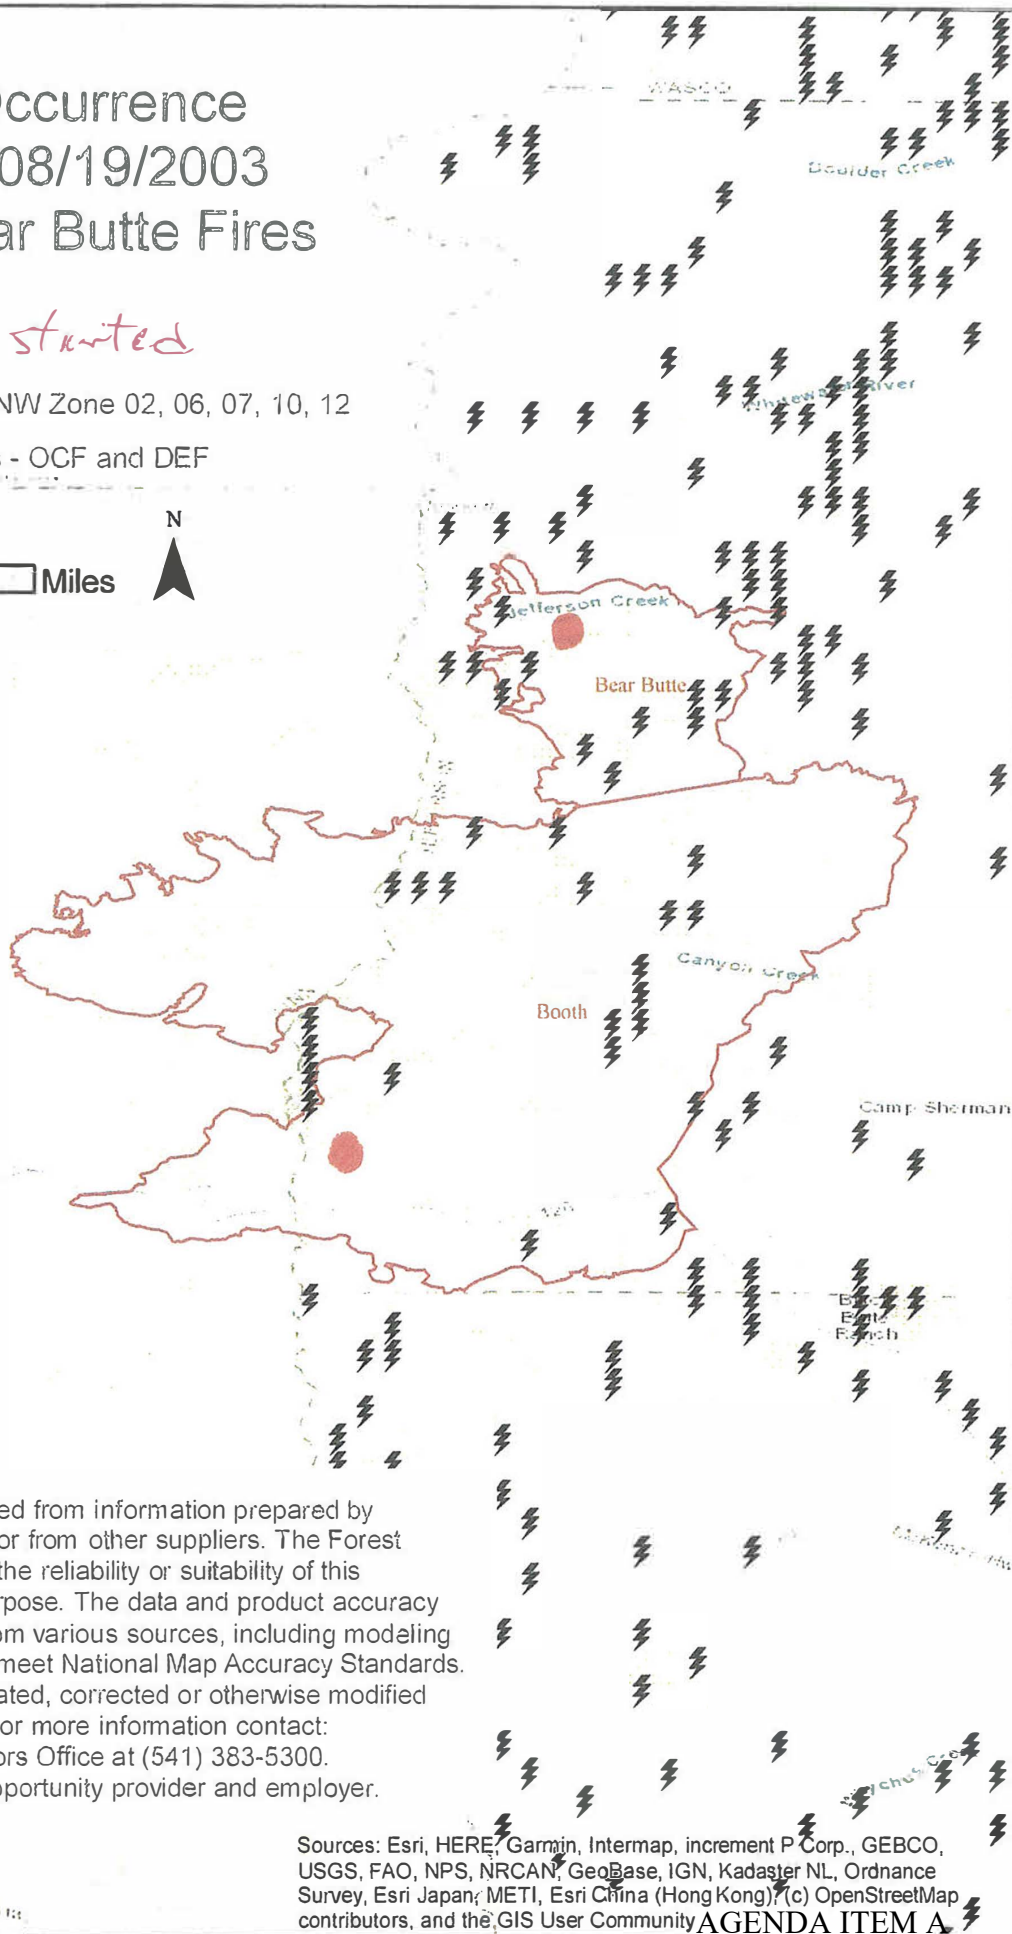 ccurrence
08/19/2003
ar Butte Fires
started
NW Zone 02, 06, 07, 10, 12
- OCF and DEF
N
Miles
WASCO
Boulder Creek
Whitewater River
Jefferson Creek
Bear Butte
Canyon Creek
Booth
Camp Sherman
Butte
Ranch
ed from information prepared by
or from other suppliers. The Forest
the reliability or suitability of this
rpose. The data and product accuracy
om various sources, including modeling
meet National Map Accuracy Standards.
ated, corrected or otherwise modified
or more information contact:
ors Office at (541) 383-5300.
pportunity provider and employer.
Sources: Esri, HERE, Garmin, Intermap, increment P Corp., GEBCO,
USGS, FAO, NPS, NRCAN, GeoBase, IGN, Kadaster NL, Ordnance
Survey, Esri Japan, METI, Esri China (Hong Kong), (c) OpenStreetMap
contributors, and the GIS User Community
AGENDA ITEM A